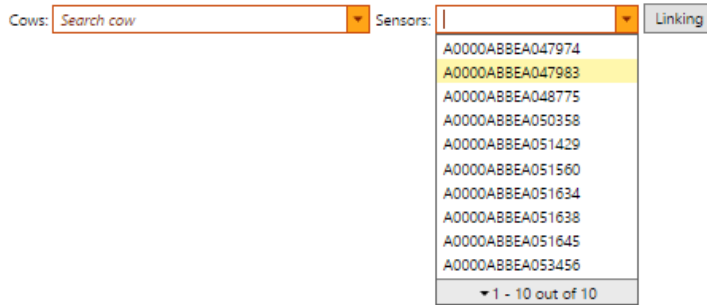 Cows: Search cow Sensors: Linking
A0000ABBEA047974
A0000ABBEA047983
A0000ABBEA048775
A0000ABBEA050358
A0000ABBEA051429
A0000ABBEA051560
A0000ABBEA051634
A0000ABBEA051638
A0000ABBEA051645
A0000ABBEA053456
1 - 10 out of 10